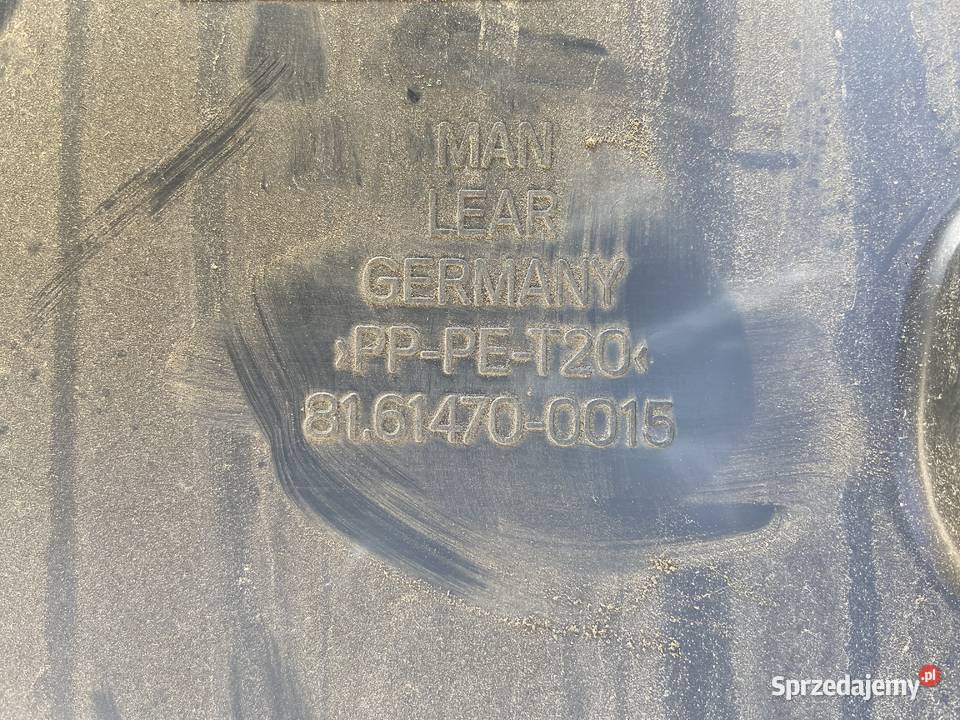 MAN
LEAR
GERMANY
›PP-PE-T20‹
81.61470-0015
Sprzedajemy.pl